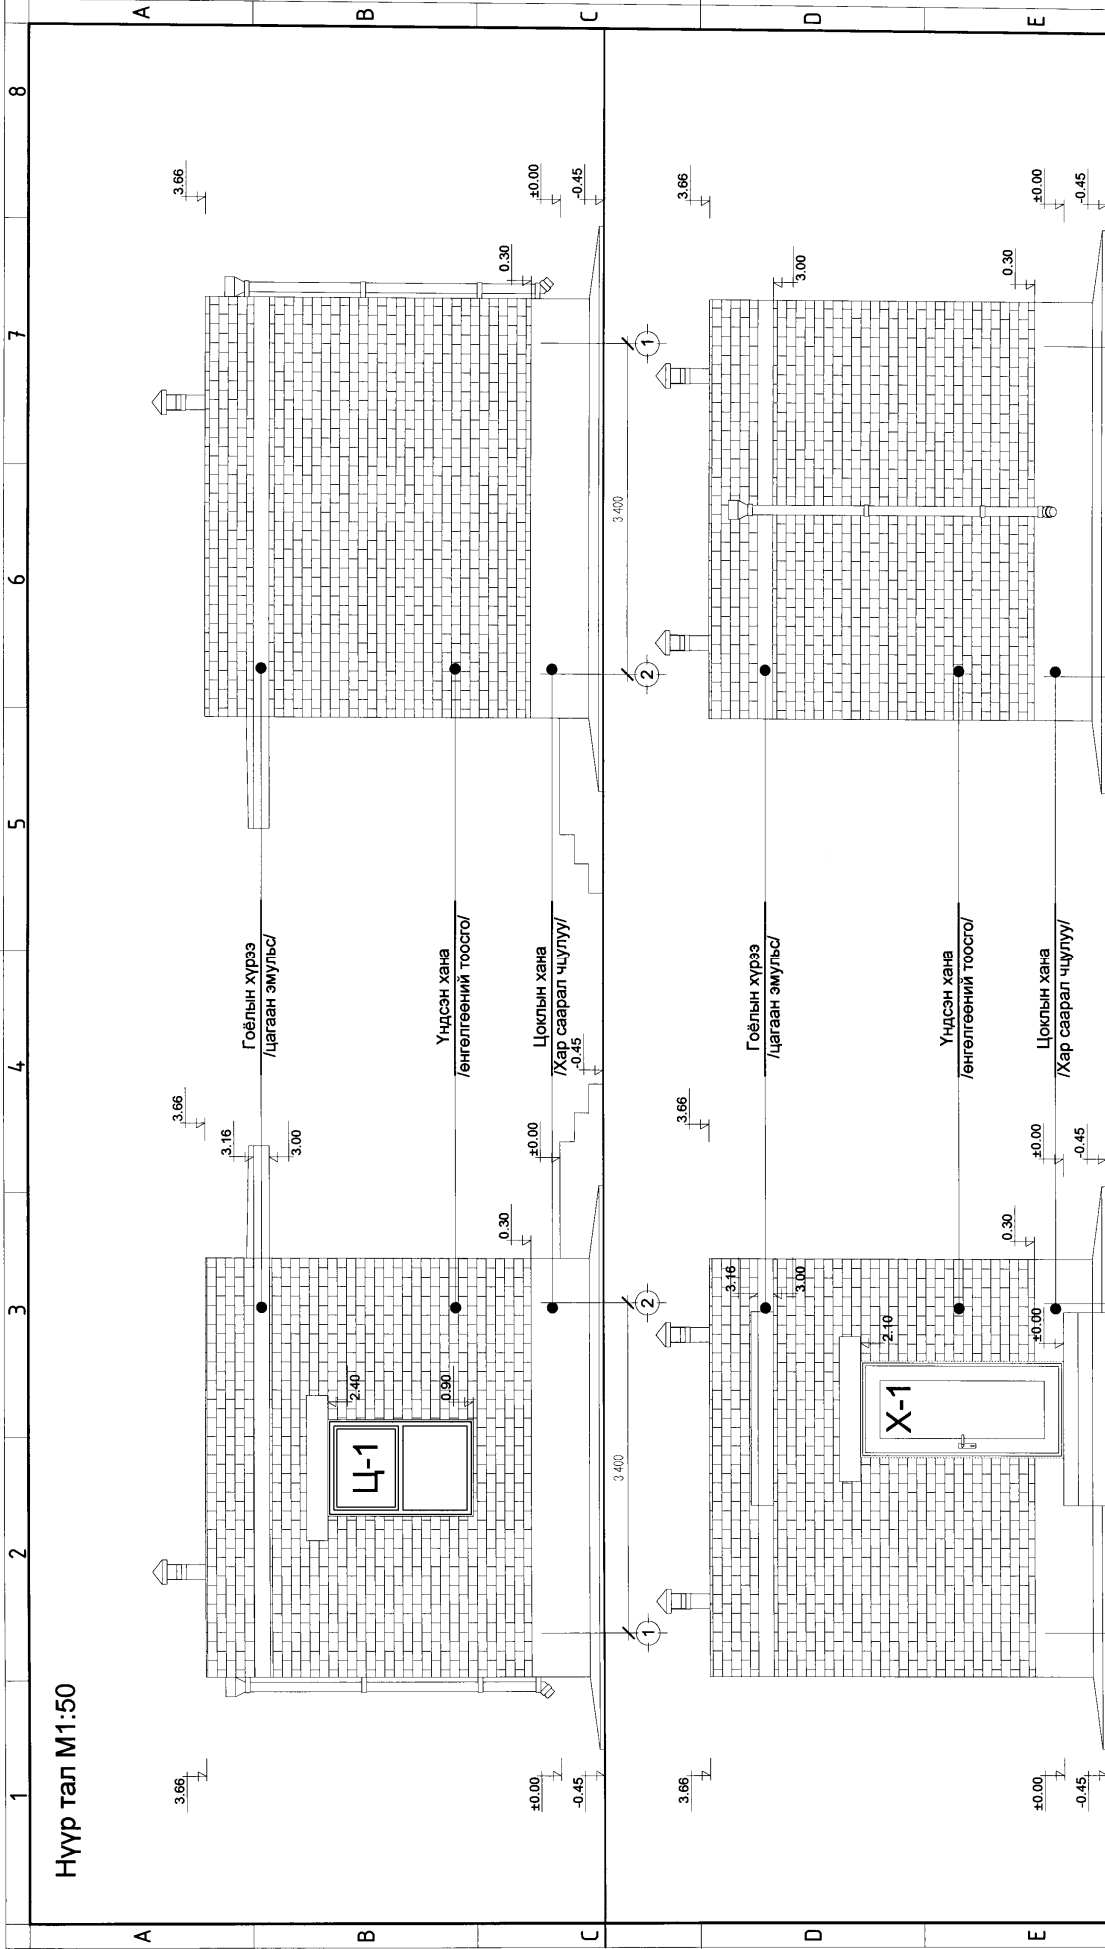 1 2 3 4 5 6 7 8
A
A
B
B
C
C
D
D
E
E
Нүүр тал М1:50
3.66
±0.00
-0.45
Ц-1
2.40
0.90
0.30
3.66
3.16
3.00
±0.00
-0.45
Гоёлын хүрээ
/цагаан эмульс/
Үндсэн хана
/өнгөлгөөний тоосго/
Цоклын хана
/Хар саарал чцулуу/
0.30
3.66
±0.00
-0.45
1
3 400
2
2
3 400
1
3.66
±0.00
-0.45
Х-1
2.10
±0.00
3.16
3.00
0.30
3.66
±0.00
-0.45
Гоёлын хүрээ
/цагаан эмульс/
Үндсэн хана
/өнгөлгөөний тоосго/
Цоклын хана
/Хар саарал чцулуу/
3.00
0.30
3.66
±0.00
-0.45